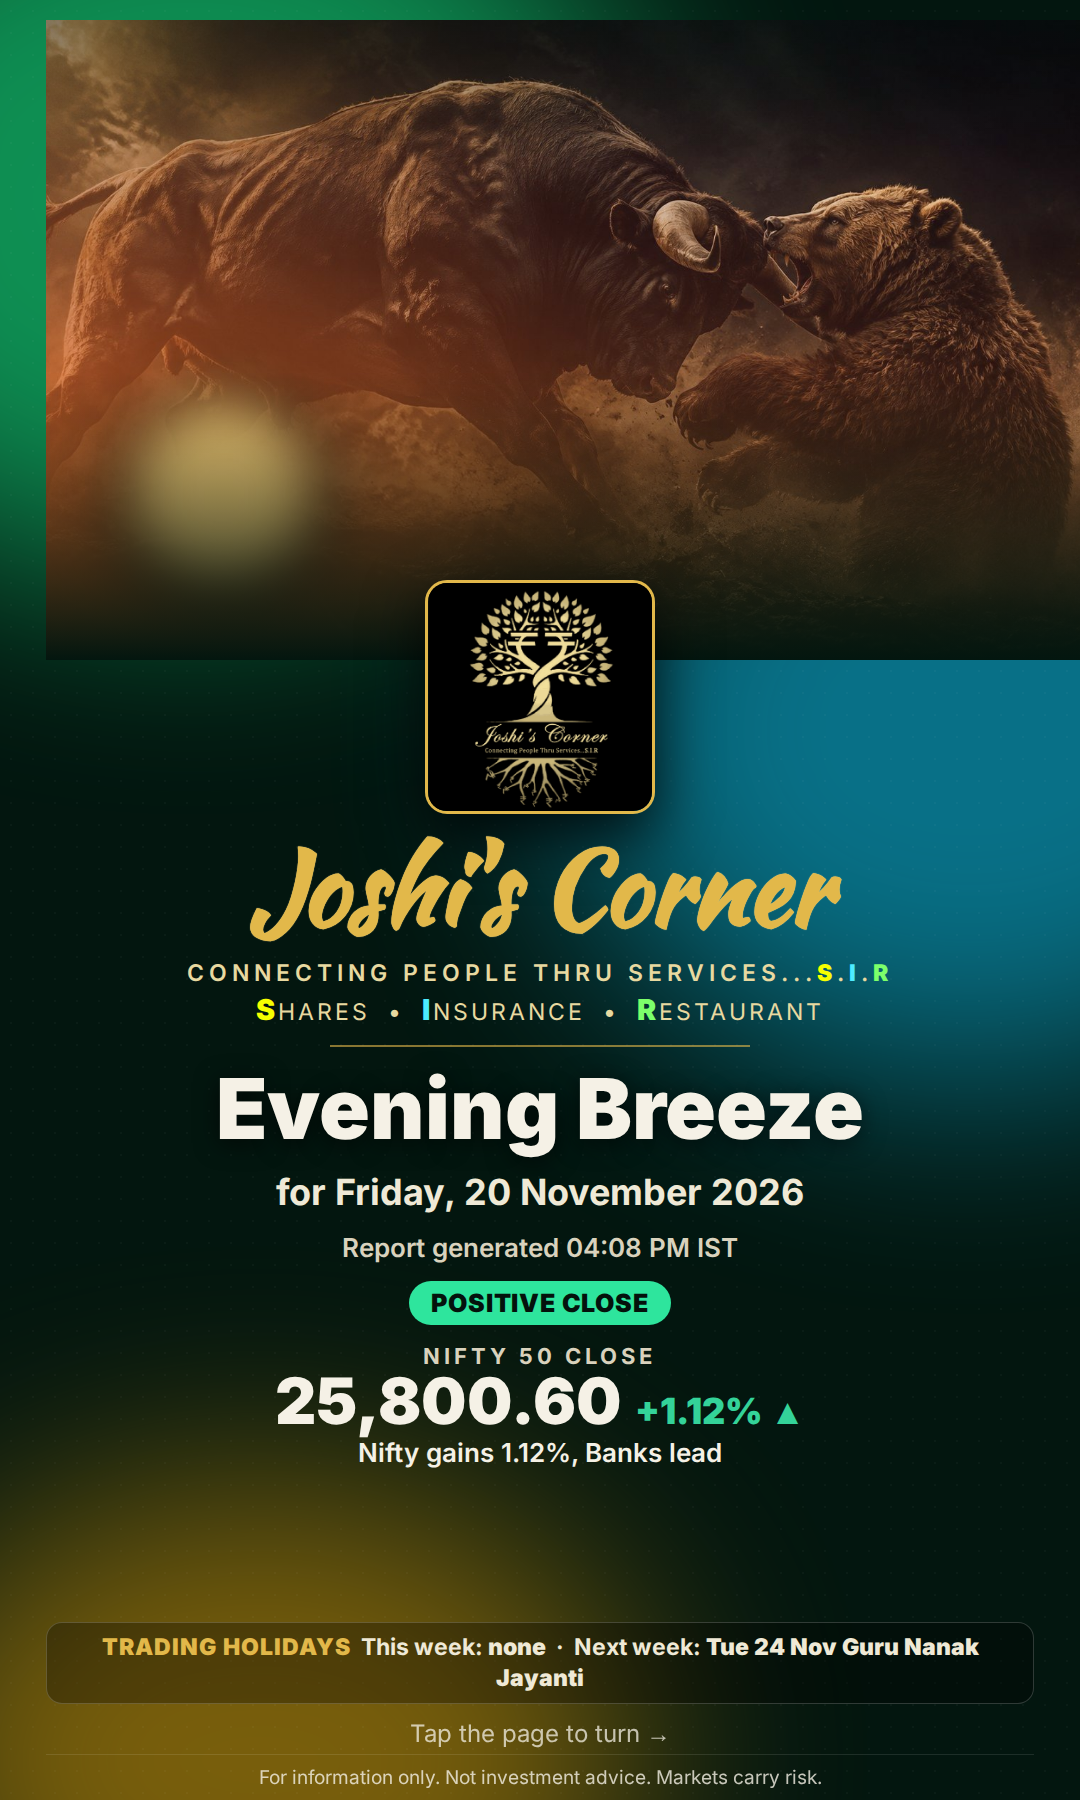 Joshi's Corner
Connecting People Thru Services...S.I.R
Joshi's Corner
CONNECTING PEOPLE THRU SERVICES...S.I.R
SHARES • INSURANCE • RESTAURANT
Evening Breeze
for Friday, 20 November 2026
Report generated 04:08 PM IST
POSITIVE CLOSE
NIFTY 50 CLOSE
25,800.60 +1.12% ▲
Nifty gains 1.12%, Banks lead
TRADING HOLIDAYS This week: none · Next week: Tue 24 Nov Guru Nanak
Jayanti
Tap the page to turn →
For information only. Not investment advice. Markets carry risk.